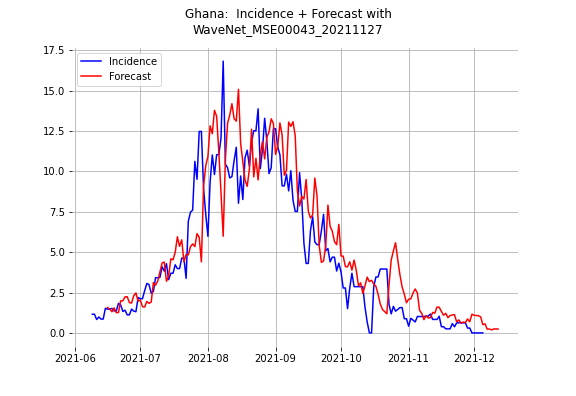 Ghana:  Incidence + Forecast with
WaveNet_MSE00043_20211127
17.5
15.0
12.5
10.0
7.5
5.0
2.5
0.0
Incidence
Forecast
2021-06 2021-07 2021-08 2021-09 2021-10 2021-11 2021-12